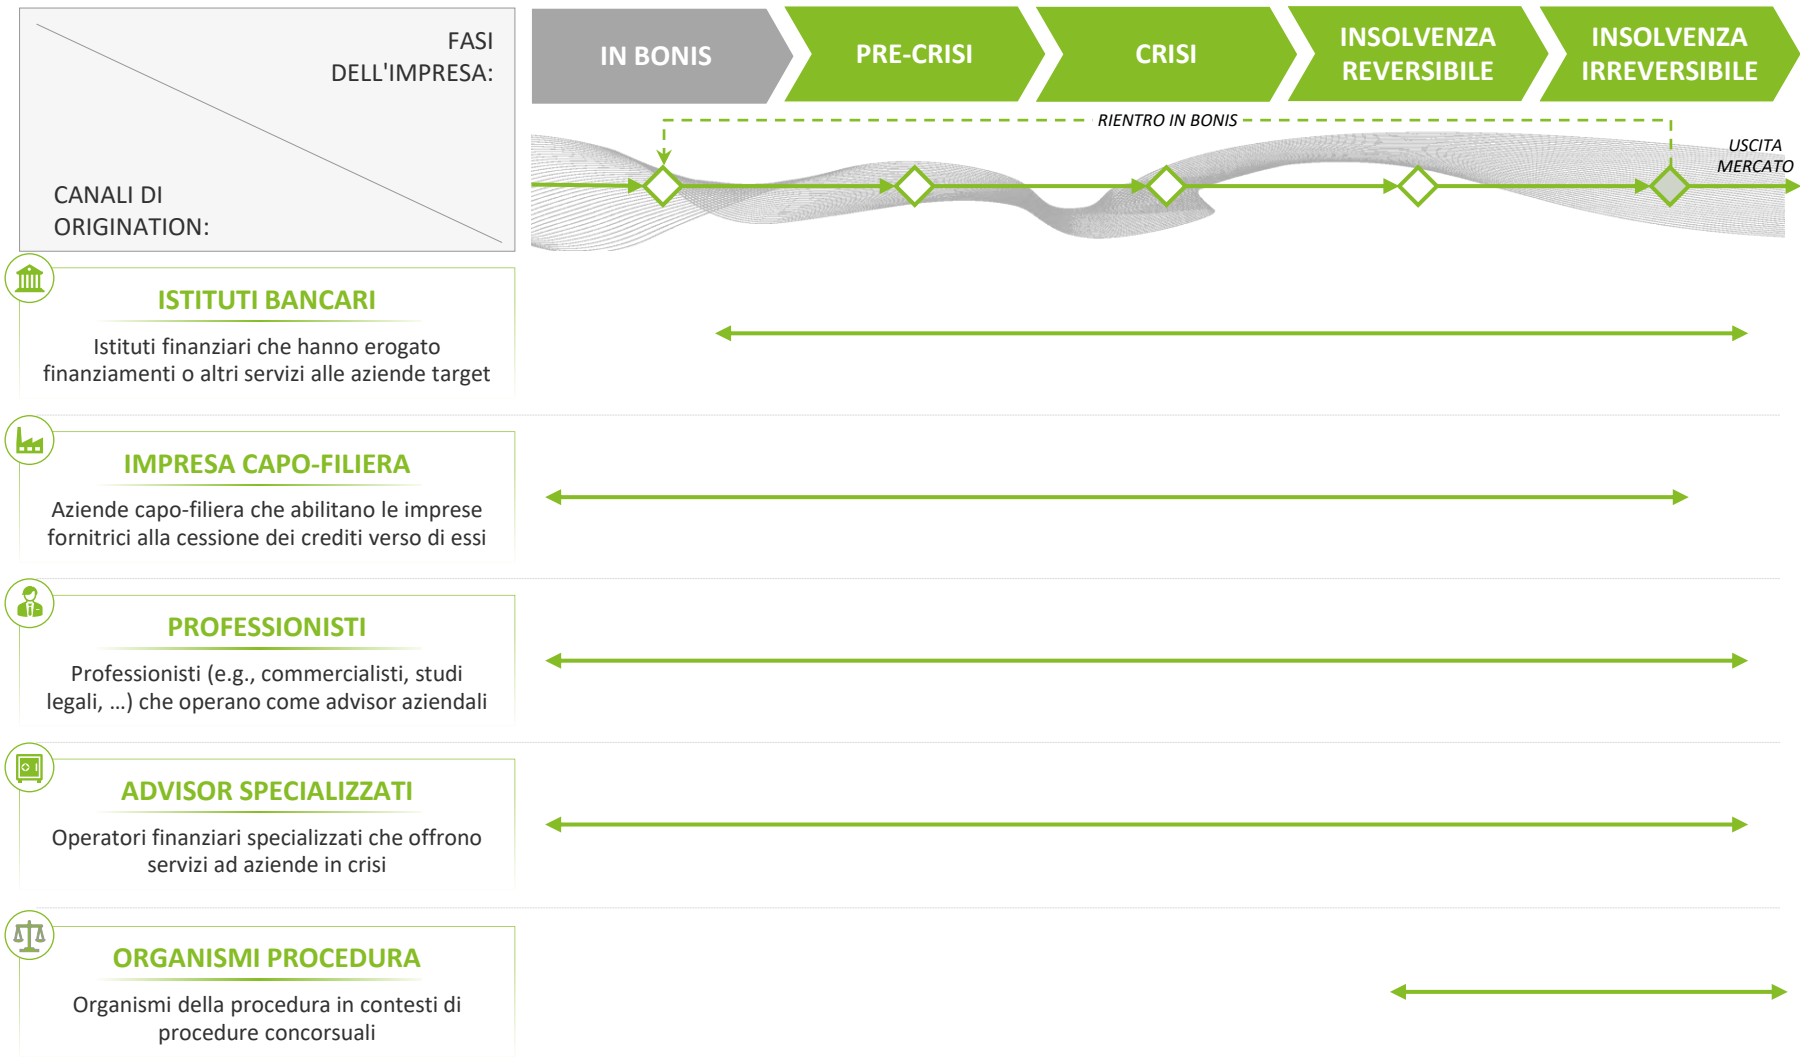 FASI
DELL'IMPRESA:
CANALI DI
ORIGINATION:
IN BONIS
PRE-CRISI
CRISI
INSOLVENZA
REVERSIBILE
INSOLVENZA
IRREVERSIBILE
RIENTRO IN BONIS
USCITA
MERCATO
ISTITUTI BANCARI
Istituti finanziari che hanno erogato
finanziamenti o altri servizi alle aziende target
IMPRESA CAPO-FILIERA
Aziende capo-filiera che abilitano le imprese
fornitrici alla cessione dei crediti verso di essi
PROFESSIONISTI
Professionisti (e.g., commercialisti, studi
legali, …) che operano come advisor aziendali
ADVISOR SPECIALIZZATI
Operatori finanziari specializzati che offrono
servizi ad aziende in crisi
ORGANISMI PROCEDURA
Organismi della procedura in contesti di
procedure concorsuali